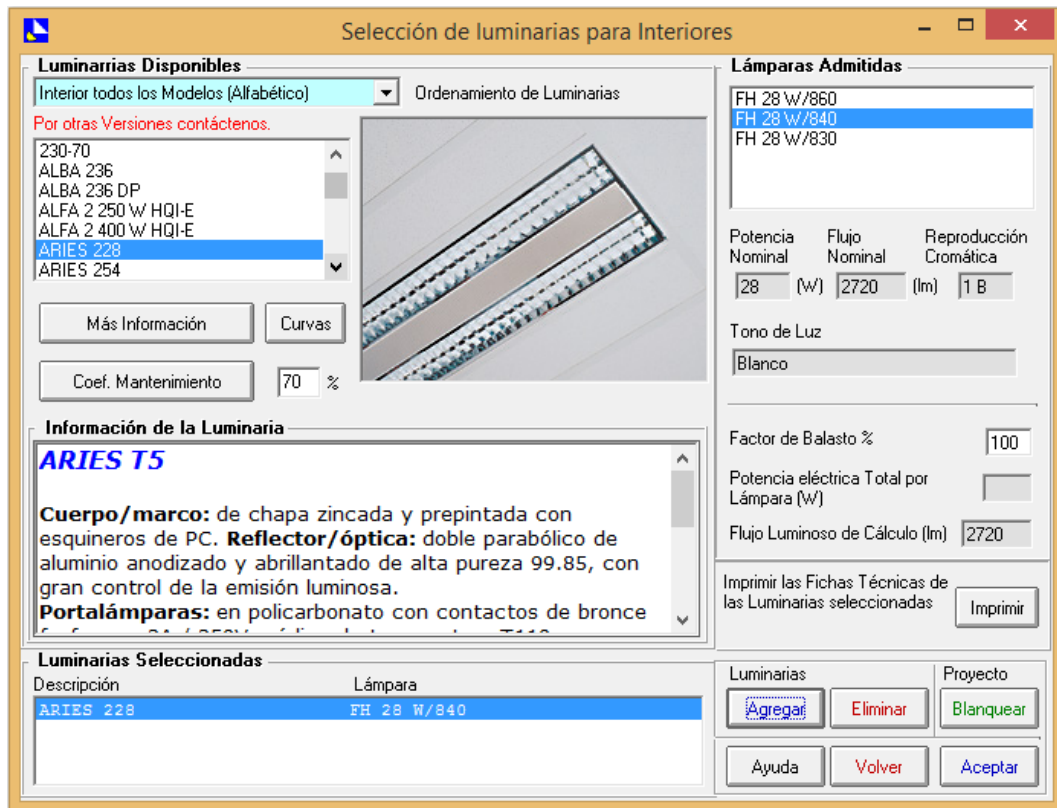 Selección de luminarias para Interiores
Luminarrias Disponibles
Interior todos los Modelos (Alfabético)
Ordenamiento de Luminarias
Por otras Versiones contáctenos.
230-70
ALBA 236
ALBA 236 DP
ALFA 2 250 W HQI-E
ALFA 2 400 W HQI-E
ARIES 228
ARIES 254
Más Información
Curvas
Coef. Mantenimiento
70 %
Información de la Luminaria
ARIES T5
Cuerpo/marco: de chapa zincada y prepintada con
esquineros de PC. Reflector/óptica: doble parabólico de
aluminio anodizado y abrillantado de alta pureza 99.85, con
gran control de la emisión luminosa.
Portalámparas: en policarbonato con contactos de bronce
Lámparas Admitidas
FH 28 W/860
FH 28 W/840
FH 28 W/830
Potencia Nominal
Flujo Nominal
Reproducción Cromática
28 (W) 2720 (lm) 1 B
Tono de Luz
Blanco
Factor de Balasto % 100
Potencia eléctrica Total por
Lámpara (W)
Flujo Luminoso de Cálculo (lm) 2720
Imprimir las Fichas Técnicas de
las Luminarias seleccionadas
Imprimir
Luminarias Seleccionadas
Descripción Lámpara
ARIES 228 FH 28 W/840
Luminarias Proyecto
Agregar Eliminar Blanquear
Ayuda Volver Aceptar